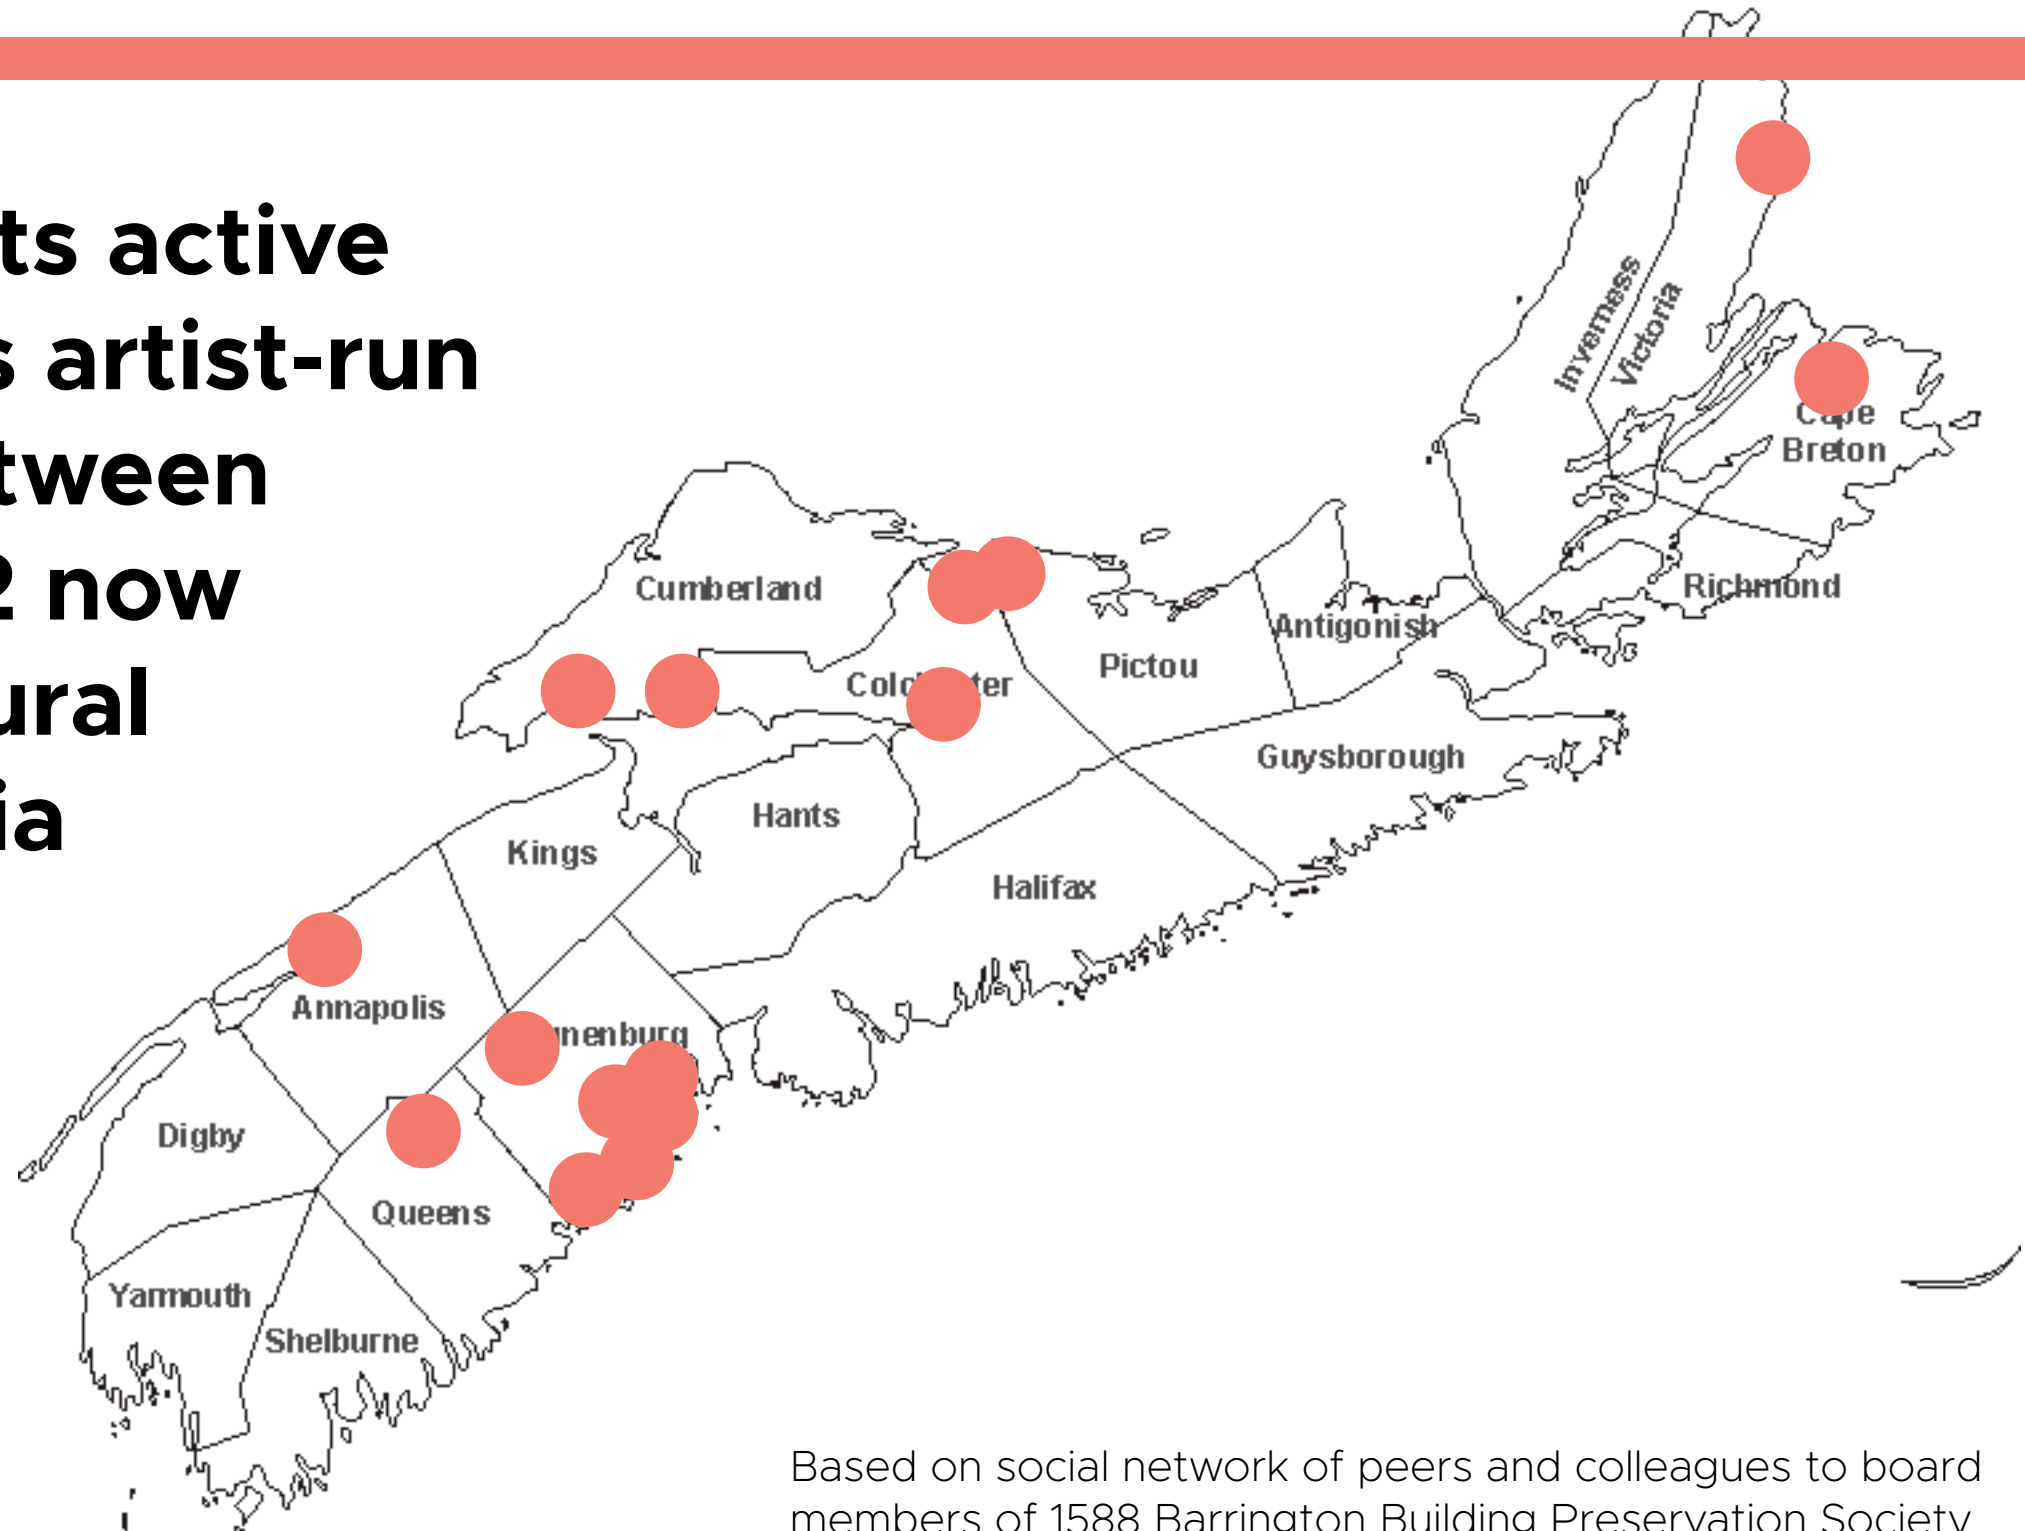 ts active
s artist-run
tween
2 now
ural
ia
Inverness
Victoria
Cape
Breton
Cumberland
Richmond
Antigonish
Pictou
Guysborough
Hants
Kings
Halifax
Annapolis
nenburg
Digby
Queens
Yarmouth
Shelburne
Based on social network of peers and colleagues to board
members of 1588 Barrington Building Preservation Society